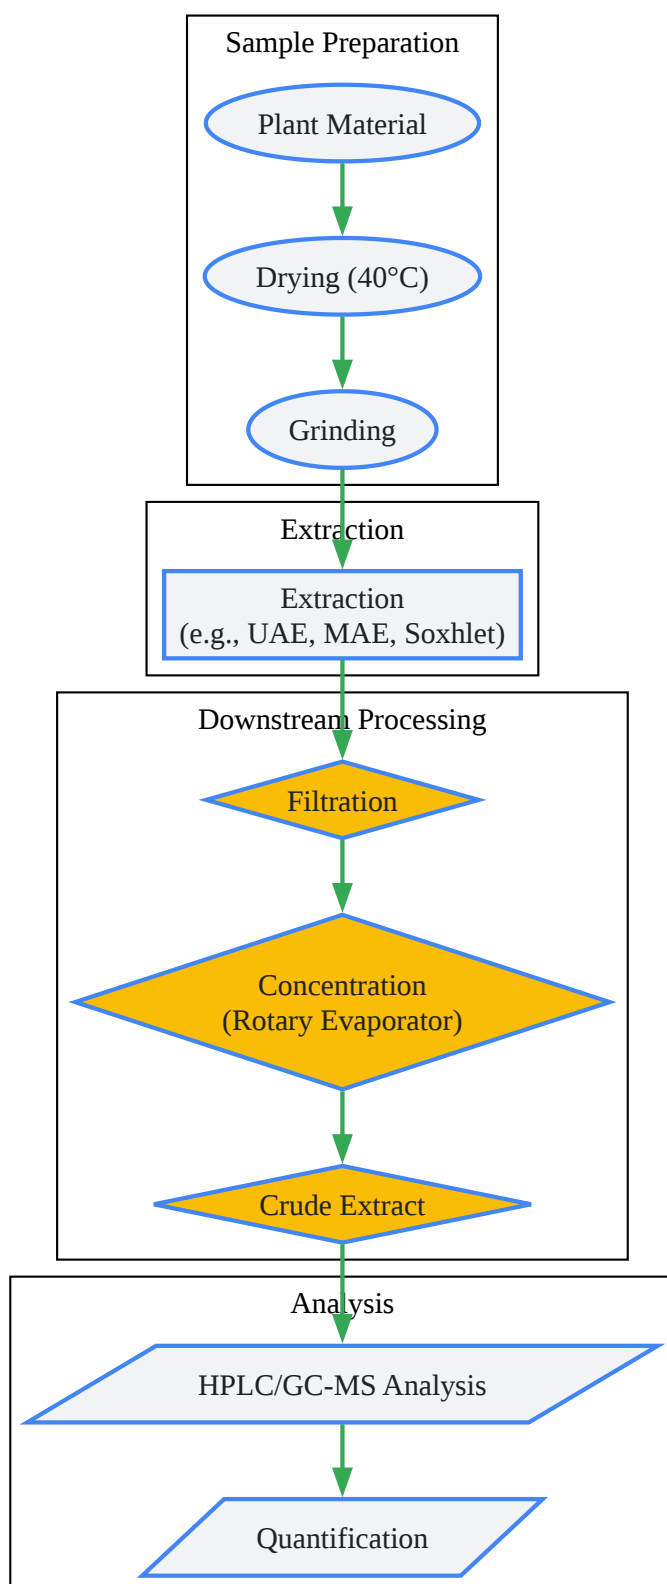 Sample Preparation
Plant Material
Drying (40°C)
Grinding
Extraction
Extraction
(e.g., UAE, MAE, Soxhlet)
Downstream Processing
Filtration
Concentration
(Rotary Evaporator)
Crude Extract
Analysis
HPLC/GC-MS Analysis
Quantification